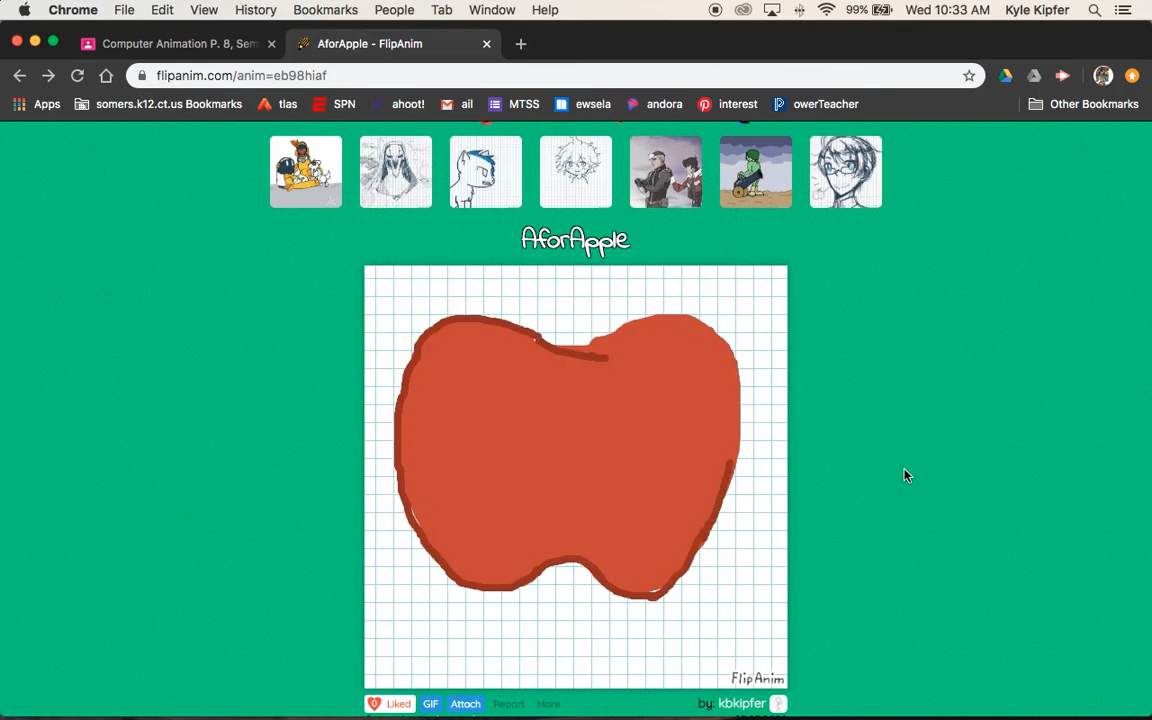 Chrome File Edit View History Bookmarks People Tab Window Help 99% Wed 10:33 AM Kyle Kipfer
Computer Animation P. 8, Sem AforApple - FlipAnim
flipanim.com/anim=eb98hiaf
Apps somers.k12.ct.us Bookmarks tlas SPN ahoot! ail MTSS ewsela andora interest owerTeacher Other Bookmarks
AforApple
FlipAnim
0 Liked GIF Attach Report More by: kbkipfer